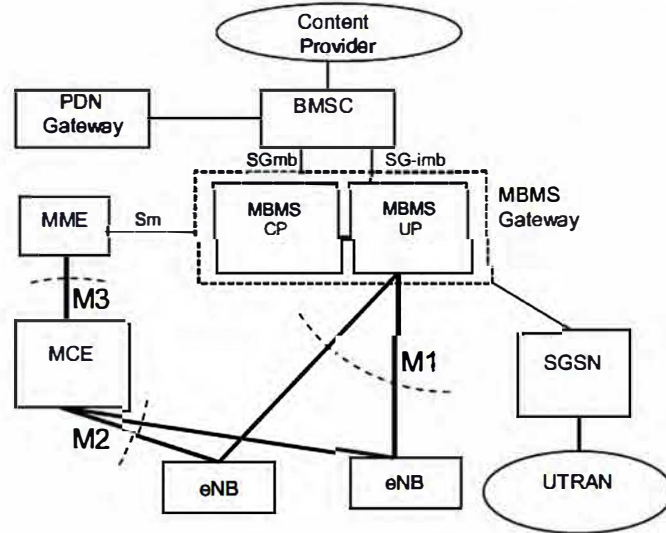 Content
Provider
PDN
Gateway
BMSC
SGmb
SG-imb
MBMS
Gateway
MME
Sm
MBMS
CP
MBMS
UP
M3
MCE
M1
SGSN
M2
eNB
eNB
UTRAN